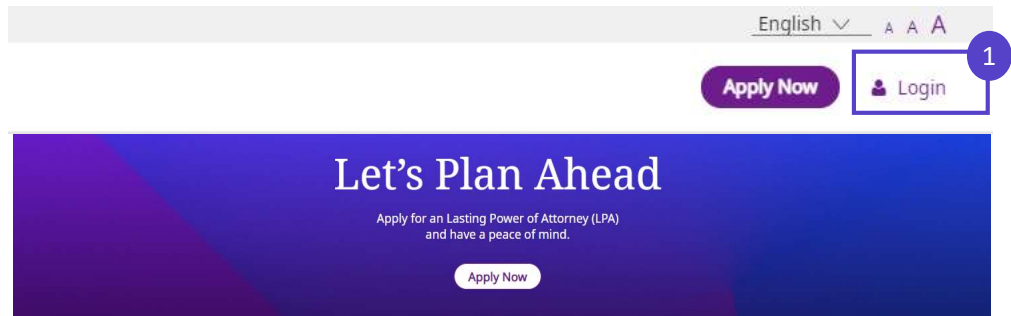 English A A A
1
Apply Now Login
Let's Plan Ahead
Apply for an Lasting Power of Attorney (LPA)
and have a peace of mind.
Apply Now